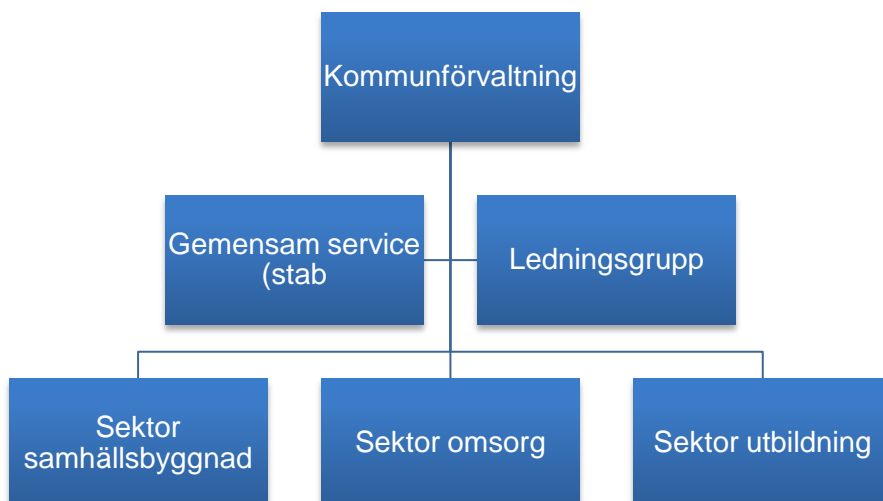 Kommunförvaltning
Gemensam service
(stab
Ledningsgrupp
Sektor
samhällsbyggnad
Sektor omsorg
Sektor utbildning